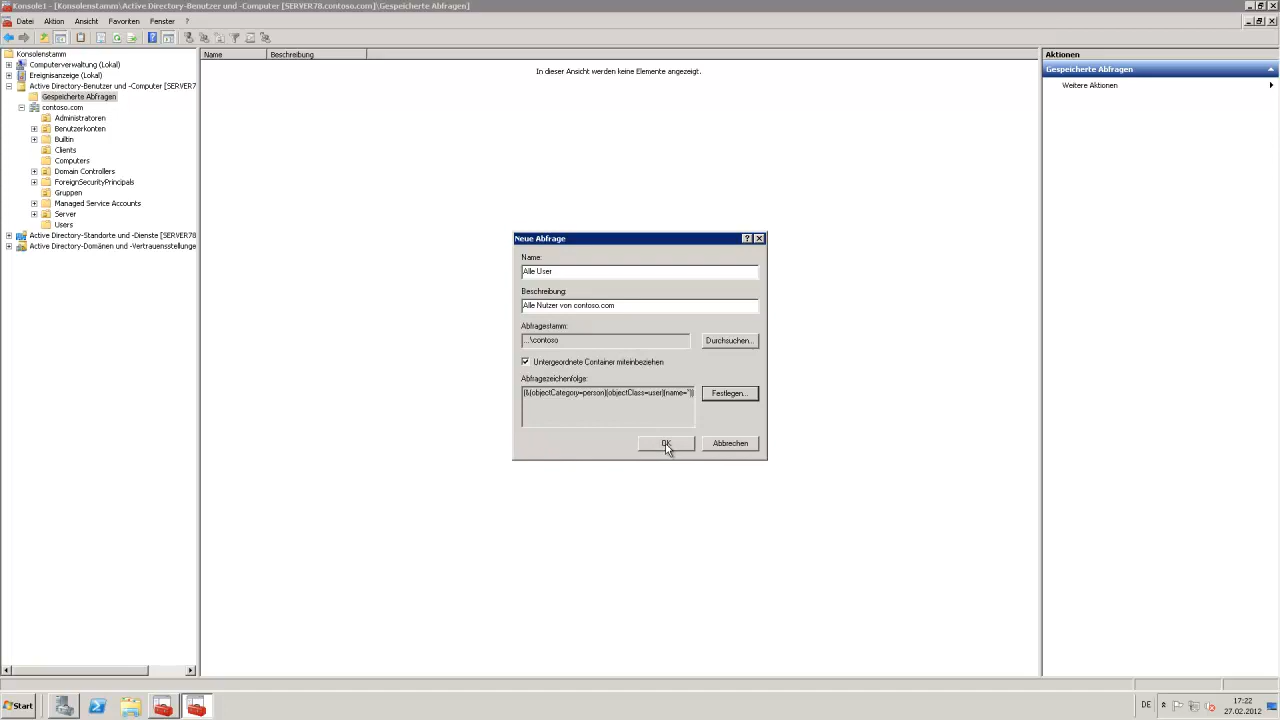 Konsole1 - [Konsolenstamm\Active Directory-Benutzer und -Computer [SERVER78.contoso.com]\Gespeicherte Abfragen]
Datei Aktion Ansicht Favoriten Fenster ?
Name Beschreibung
Konsolenstamm
Computerverwaltung (Lokal)
Ereignisanzeige (Lokal)
Active Directory-Benutzer und -Computer [SERVER7
Gespeicherte Abfragen
contoso.com
Administratoren
Benutzerkonten
Builtin
Clients
Computers
Domain Controllers
ForeignSecurityPrincipals
Gruppen
Managed Service Accounts
Server
Users
Active Directory-Standorte und -Dienste [SERVER78
Active Directory-Domänen und -Vertrauensstellunge
In dieser Ansicht werden keine Elemente angezeigt.
Aktionen
Gespeicherte Abfragen
Weitere Aktionen
Neue Abfrage
Name:
Alle User
Beschreibung:
Alle Nutzer von contoso.com
Abfragestamm:
...\contoso
Durchsuchen...
Untergeordnete Container miteinbeziehen
Abfragezeichenfolge:
(&(objectCategory=person)(objectClass=user)(name=*))
Festlegen...
OK
Abbrechen
Start
DE
17:22
27.02.2012